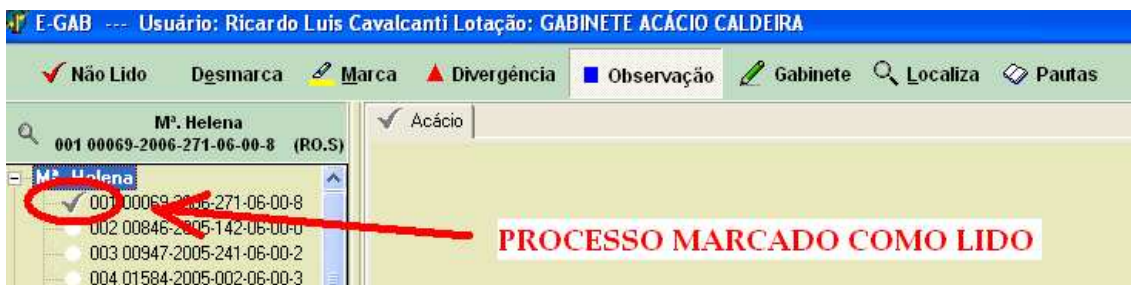 E-GAB --- Usuário: Ricardo Luis Cavalcanti Lotação: GABINETE ACÁCIO CALDEIRA
Não Lido Desmarca Marca Divergência Observação Gabinete Localiza Pautas
Mª. Helena
001 00069-2006-271-06-00-8 (RO.S)
Acácio
Mª. Helena
001 00069-2006-271-06-00-8
002 00846-2005-142-06-00-0
003 00947-2005-241-06-00-2
004 01584-2005-002-06-00-3
PROCESSO MARCADO COMO LIDO